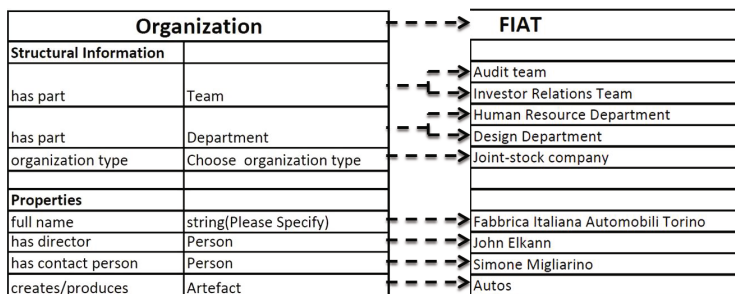 Organization FIAT
Structural Information
Audit team
has part Team Investor Relations Team
Human Resource Department
has part Department Design Department
organization type Choose organization type Joint-stock company
Properties
full name string(Please Specify) Fabbrica Italiana Automobili Torino
has director Person John Elkann
has contact person Person Simone Migliarino
creates/produces Artefact Autos